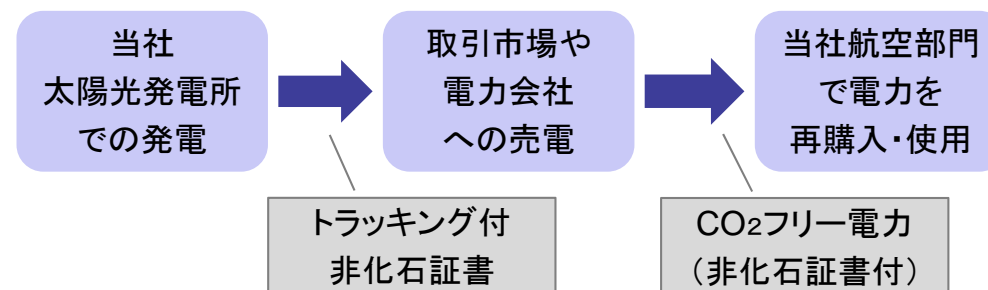 当社
太陽光発電所
での発電
取引市場や
電力会社
への売電
当社航空部門
で電力を
再購入・使用
トラッキング付
非化石証書
CO2フリー電力
（非化石証書付）